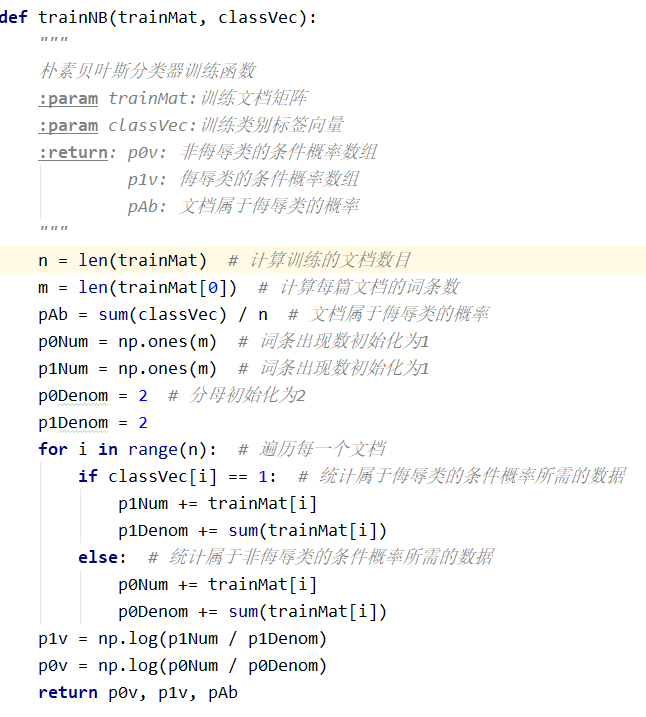 def trainNB(trainMat, classVec):
    """
    朴素贝叶斯分类器训练函数
    :param trainMat:训练文档矩阵
    :param classVec:训练类别标签向量
    :return: p0v: 非侮辱类的条件概率数组
             p1v: 侮辱类的条件概率数组
             pAb: 文档属于侮辱类的概率
    """
    n = len(trainMat)  # 计算训练的文档数目
    m = len(trainMat[0])  # 计算每篇文档的词条数
    pAb = sum(classVec) / n  # 文档属于侮辱类的概率
    p0Num = np.ones(m)  # 词条出现数初始化为1
    p1Num = np.ones(m)  # 词条出现数初始化为1
    p0Denom = 2  # 分母初始化为2
    p1Denom = 2
    for i in range(n):  # 遍历每一个文档
        if classVec[i] == 1:  # 统计属于侮辱类的条件概率所需的数据
            p1Num += trainMat[i]
            p1Denom += sum(trainMat[i])
        else:  # 统计属于非侮辱类的条件概率所需的数据
            p0Num += trainMat[i]
            p0Denom += sum(trainMat[i])
    p1v = np.log(p1Num / p1Denom)
    p0v = np.log(p0Num / p0Denom)
    return p0v, p1v, pAb